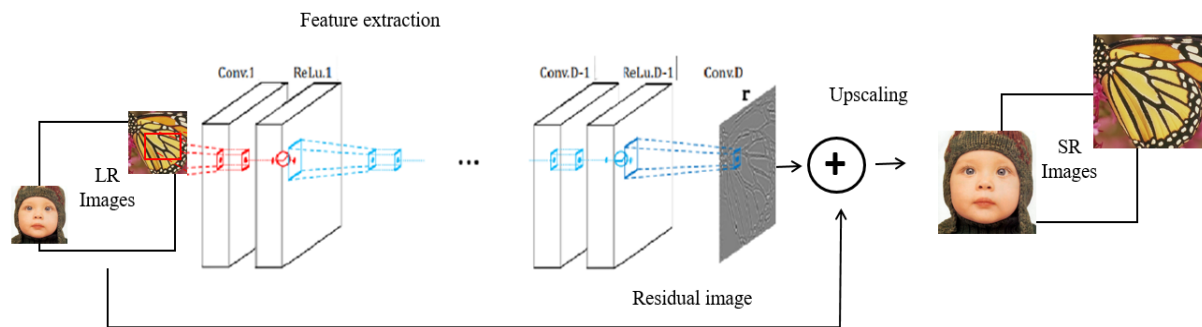 Feature extraction
Conv.1
ReLu.1
Conv.D-1
ReLu.D-1
Conv.D
r
Upscaling
LR
Images
...
+
SR
Images
Residual image